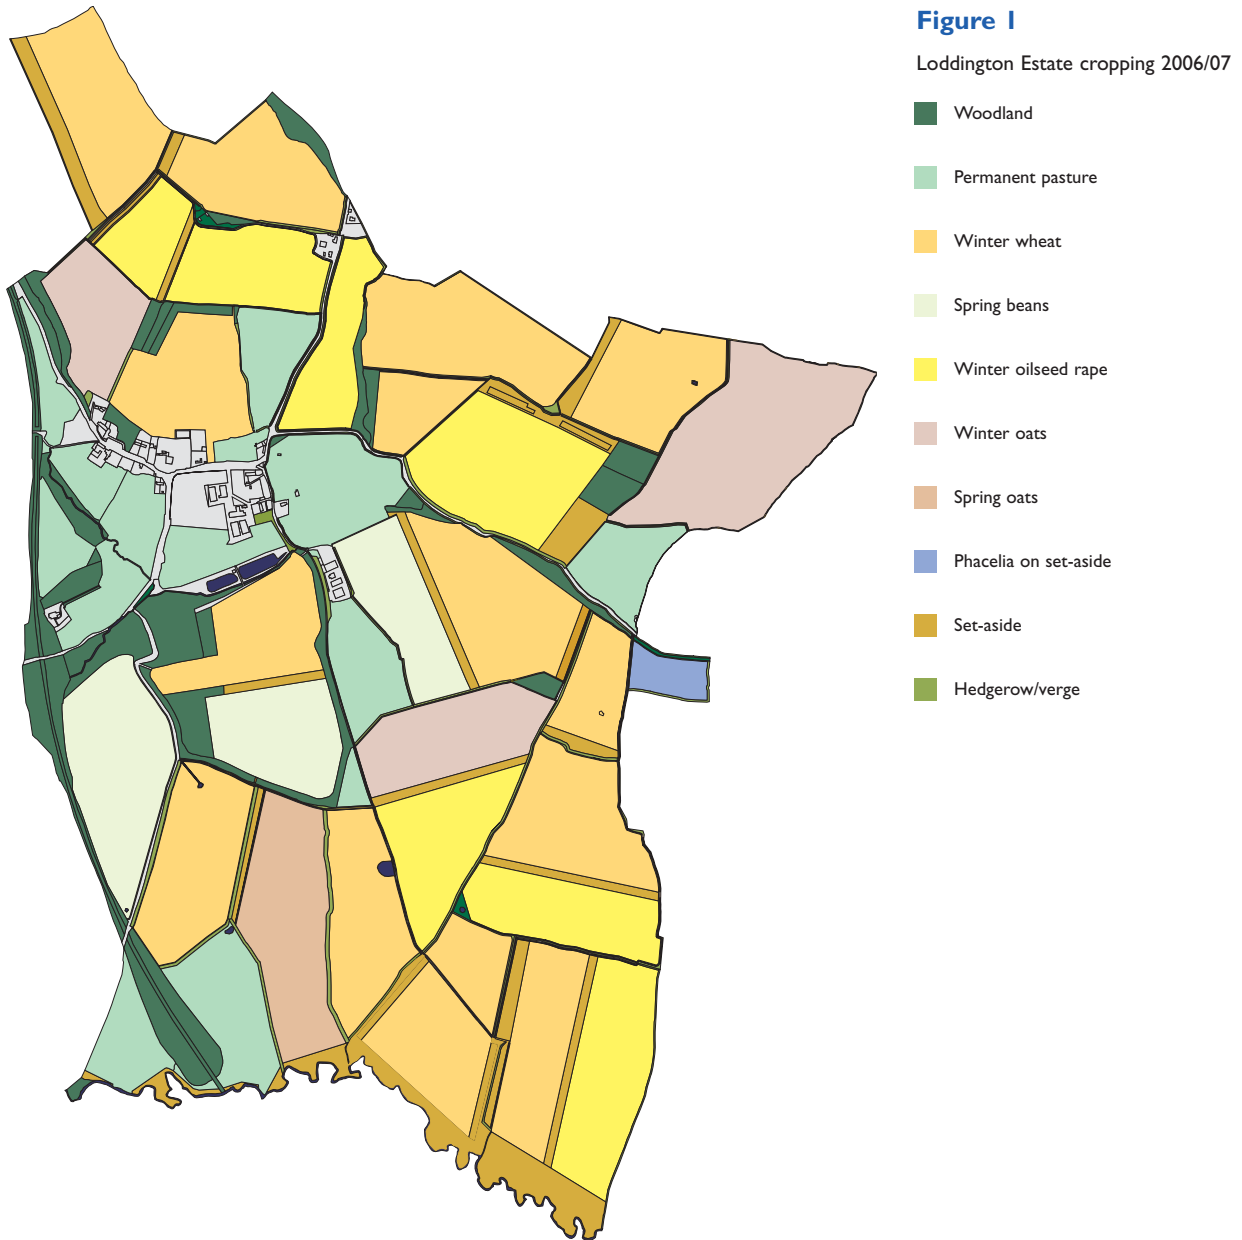 Figure 1
Loddington Estate cropping 2006/07
Woodland
Permanent pasture
Winter wheat
Spring beans
Winter oilseed rape
Winter oats
Spring oats
Phacelia on set-aside
Set-aside
Hedgerow/verge